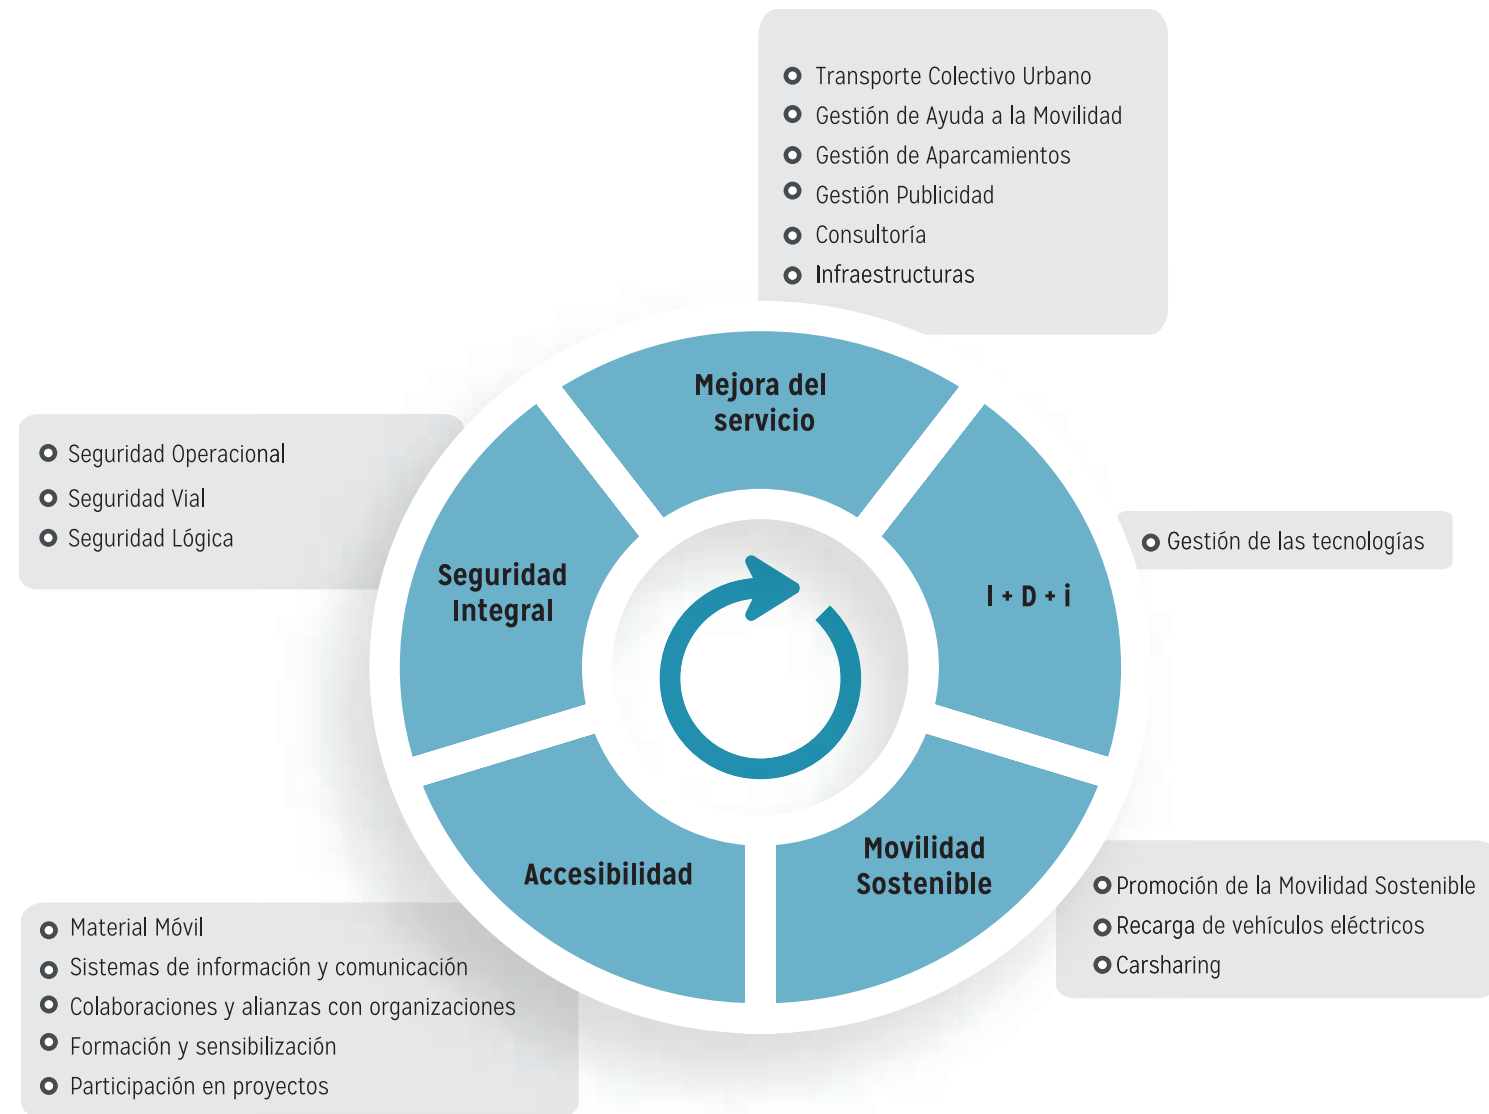 Transporte Colectivo Urbano
Gestión de Ayuda a la Movilidad
Gestión de Aparcamientos
Gestión Publicidad
Consultoría
Infraestructuras
Mejora del
servicio
Seguridad Operacional
Seguridad Vial
Seguridad Lógica
Seguridad
Integral
I + D + i
Gestión de las tecnologías
Accesibilidad
Movilidad
Sostenible
Promoción de la Movilidad Sostenible
Recarga de vehículos eléctricos
Carsharing
Material Móvil
Sistemas de información y comunicación
Colaboraciones y alianzas con organizaciones
Formación y sensibilización
Participación en proyectos